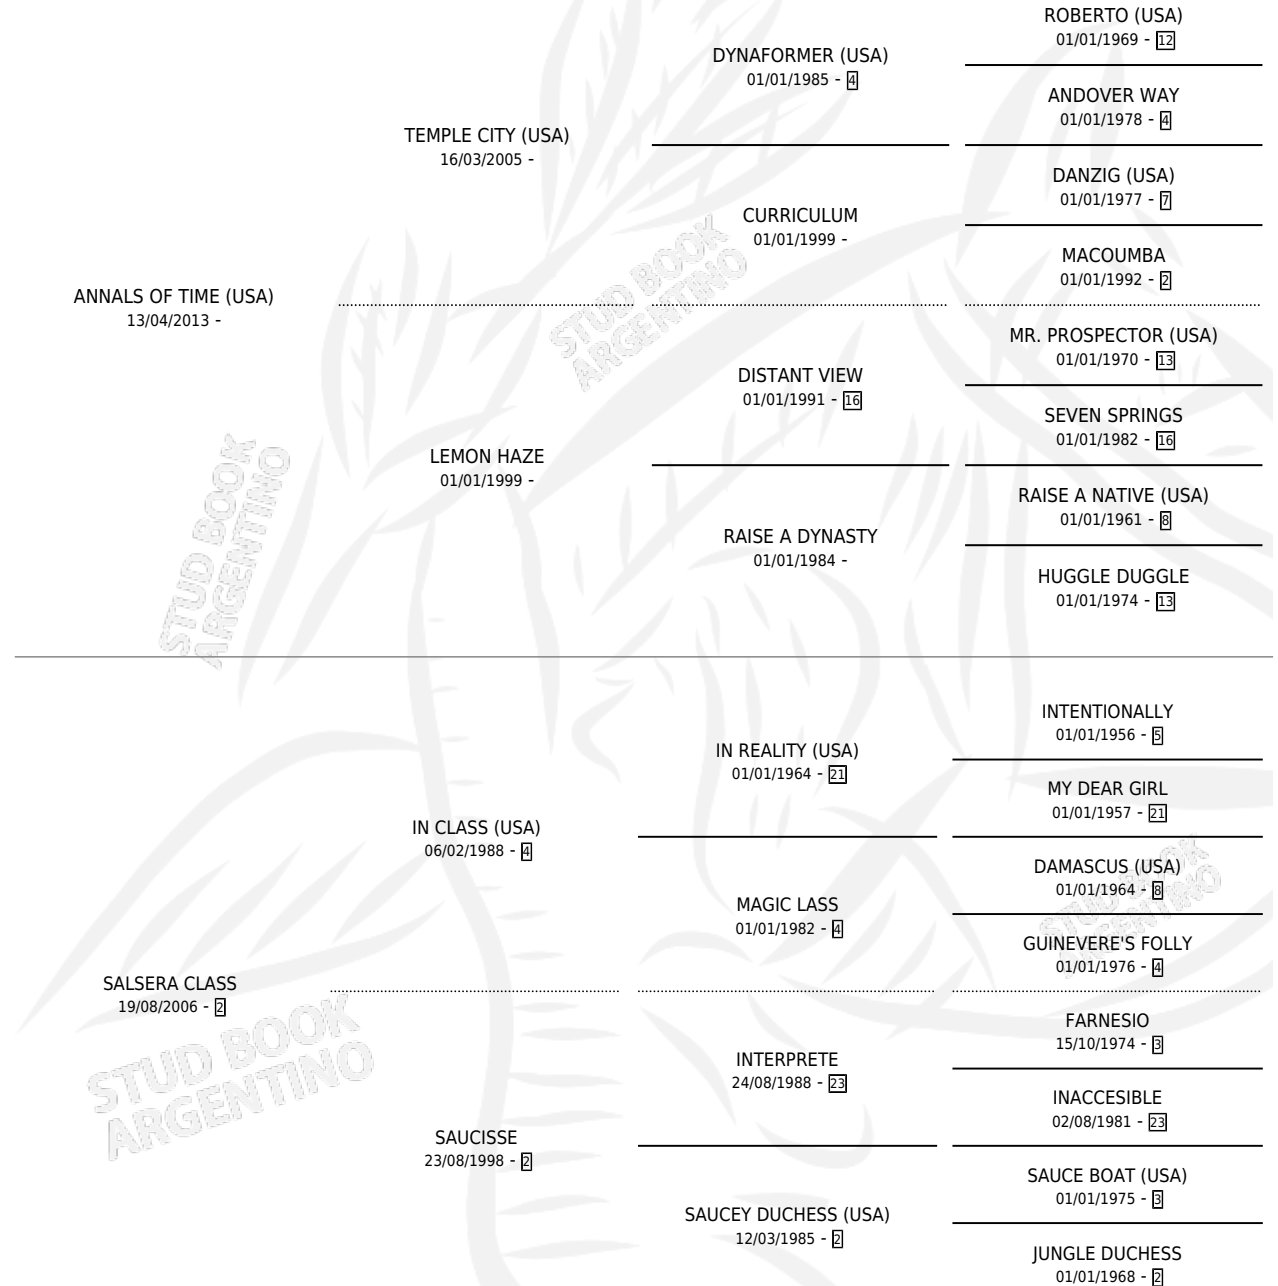 ROBERTO (USA)
01/01/1969 - 12
DYNAFORMER (USA)
01/01/1985 - 4
ANDOVER WAY
01/01/1978 - 4
TEMPLE CITY (USA)
16/03/2005 -
DANZIG (USA)
01/01/1977 - 7
CURRICULUM
01/01/1999 -
MACOUMBA
01/01/1992 - 2
ANNALS OF TIME (USA)
13/04/2013 -
STUD BOOK
ARGENTINO
MR. PROSPECTOR (USA)
01/01/1970 - 13
DISTANT VIEW
01/01/1991 - 16
SEVEN SPRINGS
01/01/1982 - 16
LEMON HAZE
01/01/1999 -
RAISE A NATIVE (USA)
01/01/1961 - 8
RAISE A DYNASTY
01/01/1984 -
HUGGLE DUGGLE
01/01/1974 - 13
STUD BOOK
ARGENTINO
INTENTIONALLY
01/01/1956 - 5
IN REALITY (USA)
01/01/1964 - 21
MY DEAR GIRL
01/01/1957 - 21
IN CLASS (USA)
06/02/1988 - 4
DAMASCUS (USA)
01/01/1964 - 8
MAGIC LASS
01/01/1982 - 4
STUD BOOK
ARGENTINO
GUINEVERE'S FOLLY
01/01/1976 - 4
SALSERA CLASS
19/08/2006 - 2
FARNESIO
15/10/1974 - 3
INTERPRETE
24/08/1988 - 23
INACCESIBLE
02/08/1981 - 23
STUD BOOK
ARGENTINO
SAUCISSE
23/08/1998 - 2
SAUCE BOAT (USA)
01/01/1975 - 3
SAUCEY DUCHESS (USA)
12/03/1985 - 2
JUNGLE DUCHESS
01/01/1968 - 2